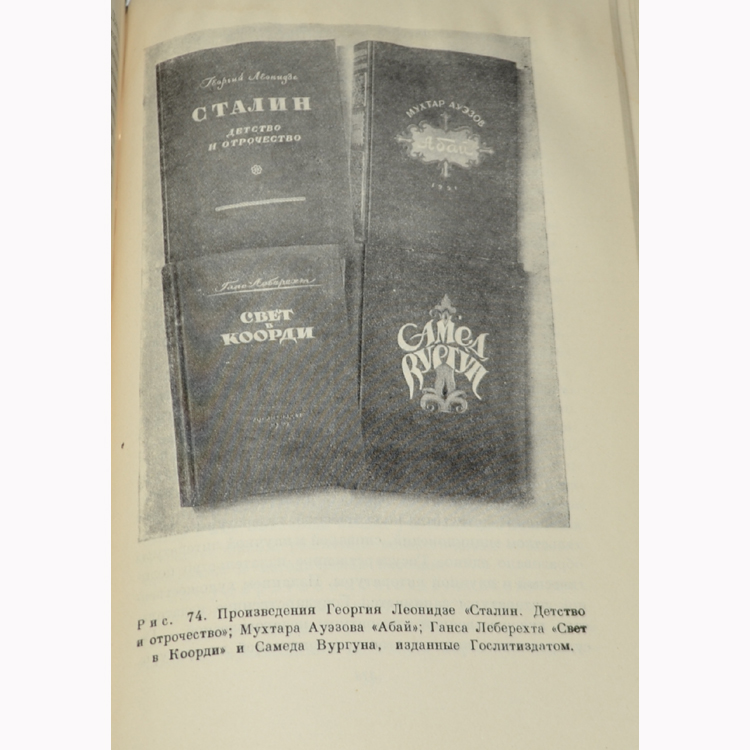 Георгий Леонидзе
СТАЛИН
ДЕТСТВО
И ОТРОЧЕСТВО
МУХТАР АУЭЗОВ
Абай
Ганс Леберехт
СВЕТ
В
КООРДИ
САМЕД
ВУРГУН
Рис. 74. Произведения Георгия Леонидзе «Сталин. Детство
и отрочество»; Мухтара Ауэзова «Абай»; Ганса Леберехта «Свет
в Коорди» и Самеда Вургуна, изданные Гослитиздатом.